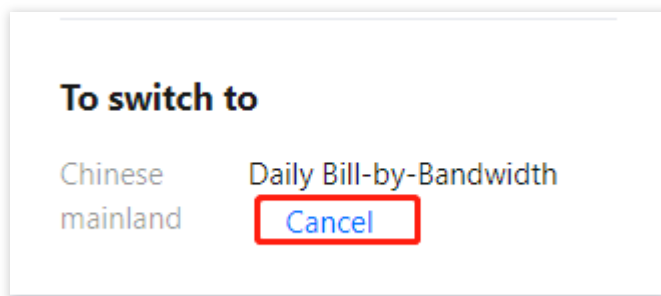 To switch to
Chinese mainland
Daily Bill-by-Bandwidth
Cancel